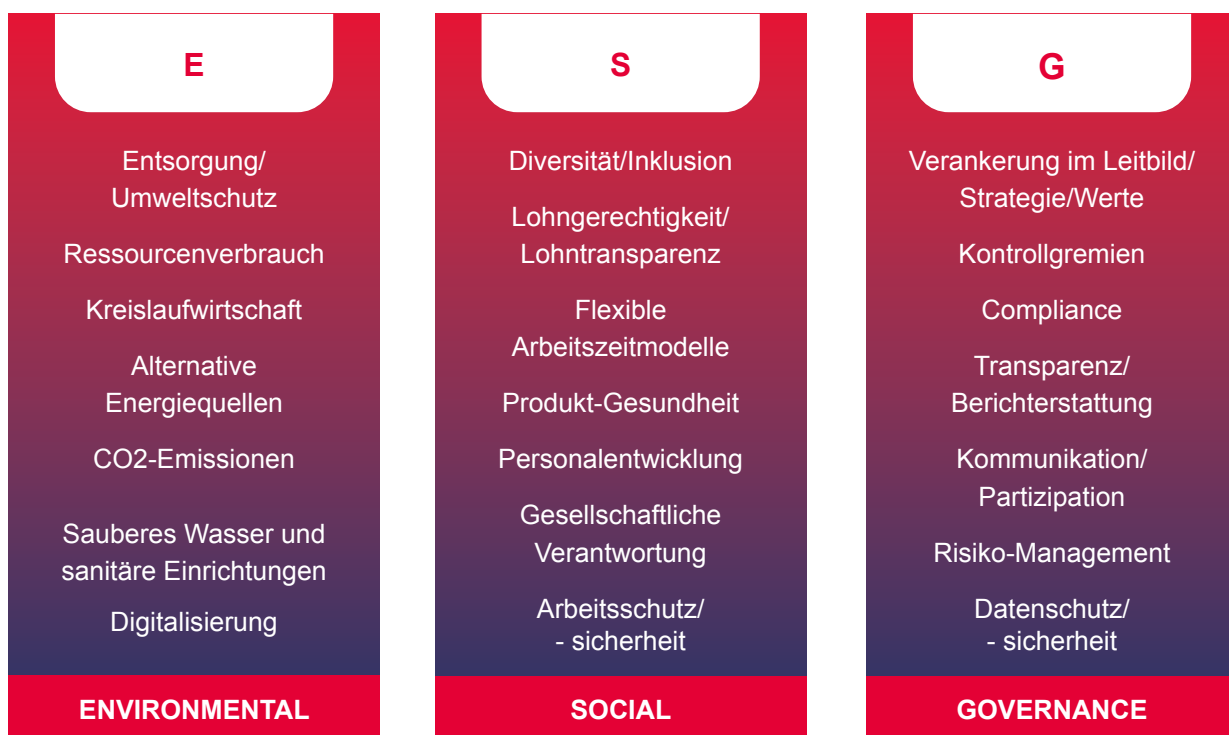 E
Entsorgung/
Umweltschutz
Ressourcenverbrauch
Kreislaufwirtschaft
Alternative
Energiequellen
CO2-Emissionen
Sauberes Wasser und
sanitäre Einrichtungen
Digitalisierung
ENVIRONMENTAL
S
Diversität/Inklusion
Lohngerechtigkeit/
Lohntransparenz
Flexible
Arbeitszeitmodelle
Produkt-Gesundheit
Personalentwicklung
Gesellschaftliche
Verantwortung
Arbeitsschutz/
- sicherheit
SOCIAL
G
Verankerung im Leitbild/
Strategie/Werte
Kontrollgremien
Compliance
Transparenz/
Berichterstattung
Kommunikation/
Partizipation
Risiko-Management
Datenschutz/
- sicherheit
GOVERNANCE